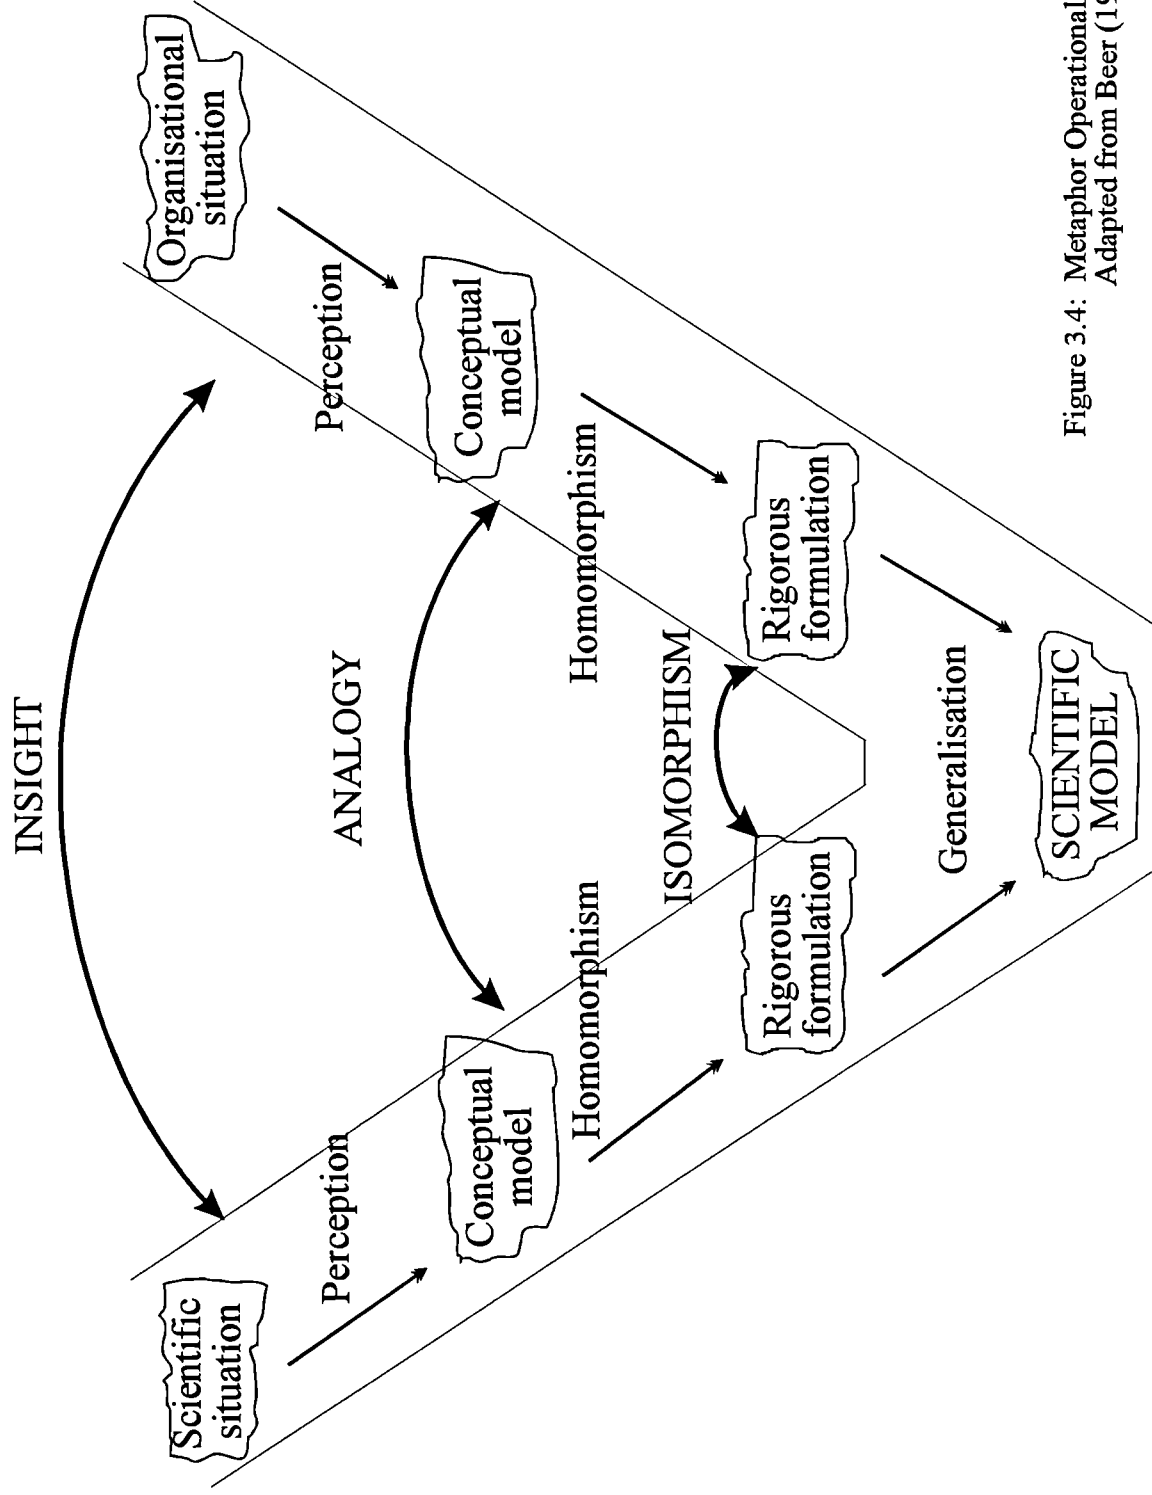 INSIGHT
Scientific
situation
Organisational
situation
Perception
ANALOGY
Perception
Conceptual
model
Conceptual
model
Homomorphism
Homomorphism
ISOMORPHISM
Rigorous
formulation
Rigorous
formulation
Generalisation
SCIENTIFIC
MODEL
Figure 3.4: Metaphor Operational
Adapted from Beer (19